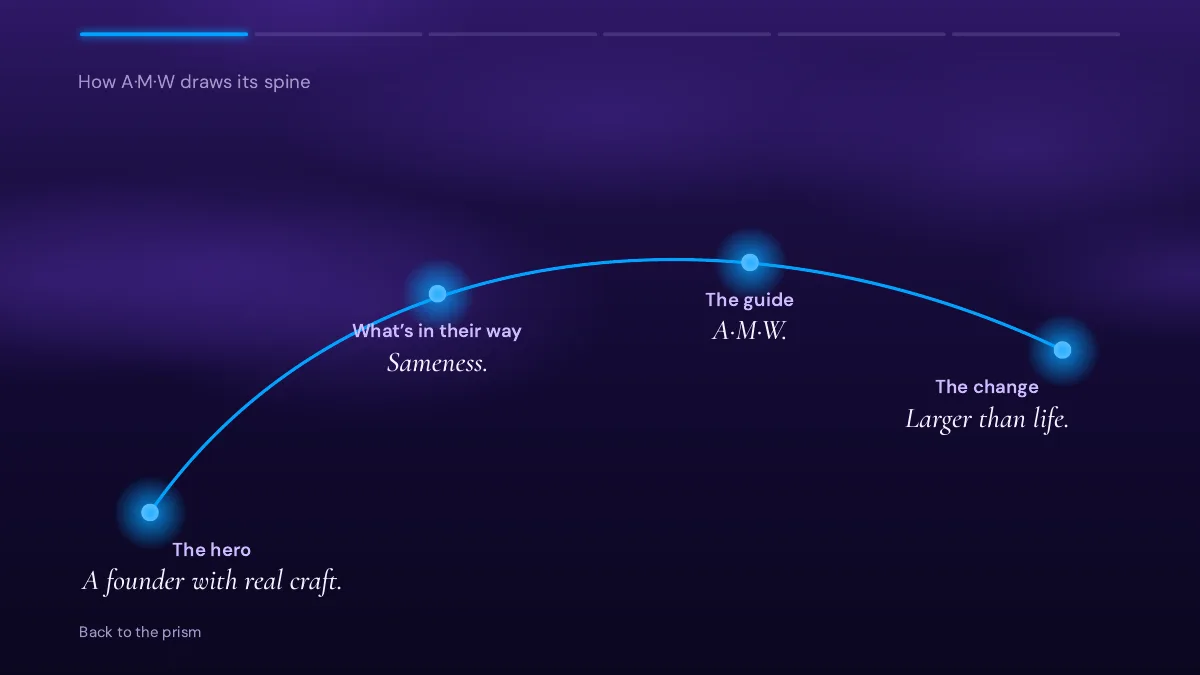 How A·M·W draws its spine
The hero
A founder with real craft.
What’s in their way
Sameness.
The guide
A·M·W.
The change
Larger than life.
Back to the prism